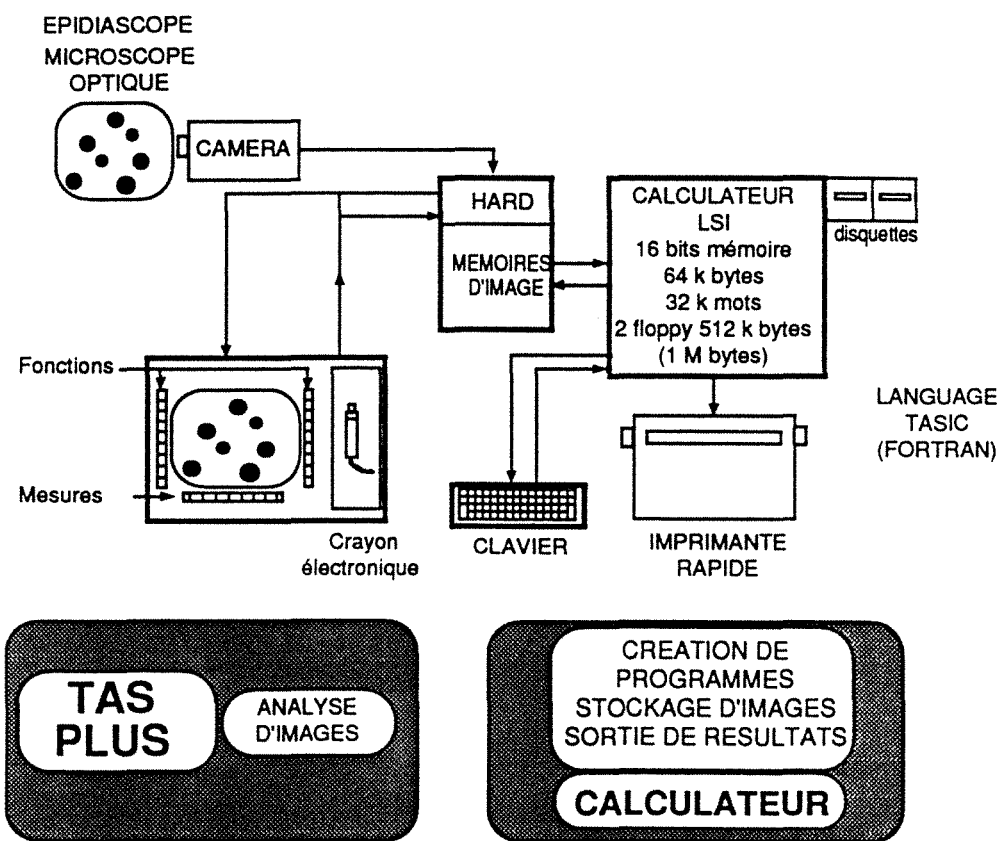 EPIDIASCOPE
MICROSCOPE
OPTIQUE
CAMERA
HARD
MEMOIRES
D'IMAGE
CALCULATEUR
LSI
16 bits mémoire
64 k bytes
32 k mots
2 floppy 512 k bytes
(1 M bytes)
disquettes
Fonctions
Mesures
Crayon
électronique
CLAVIER
IMPRIMANTE
RAPIDE
LANGUAGE
TASIC
(FORTRAN)
TAS
PLUS
ANALYSE
D'IMAGES
CREATION DE
PROGRAMMES
STOCKAGE D'IMAGES
SORTIE DE RESULTATS
CALCULATEUR